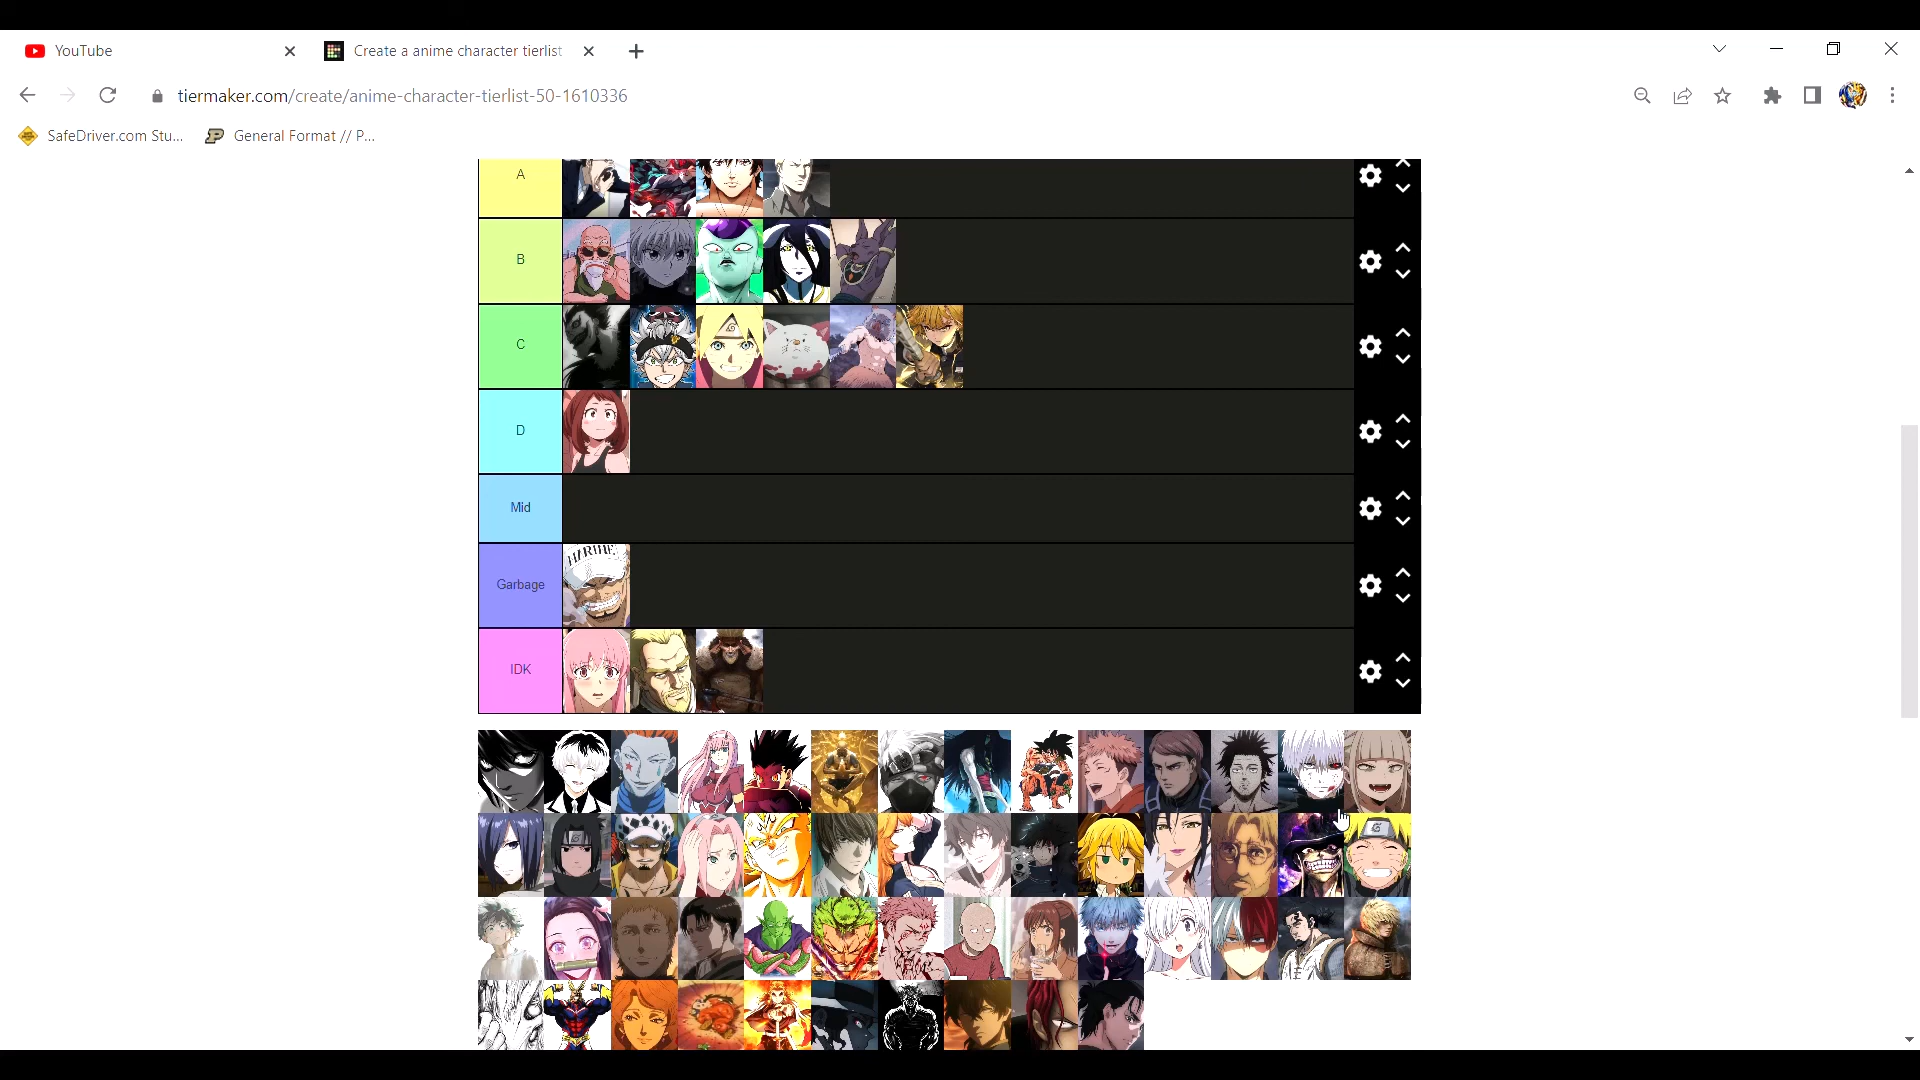 YouTube
Create a anime character tierlist
tiermaker.com/create/anime-character-tierlist-50-1610336
SafeDriver.com Stu...
General Format // P...
A
B
C
D
Mid
Garbage
IDK